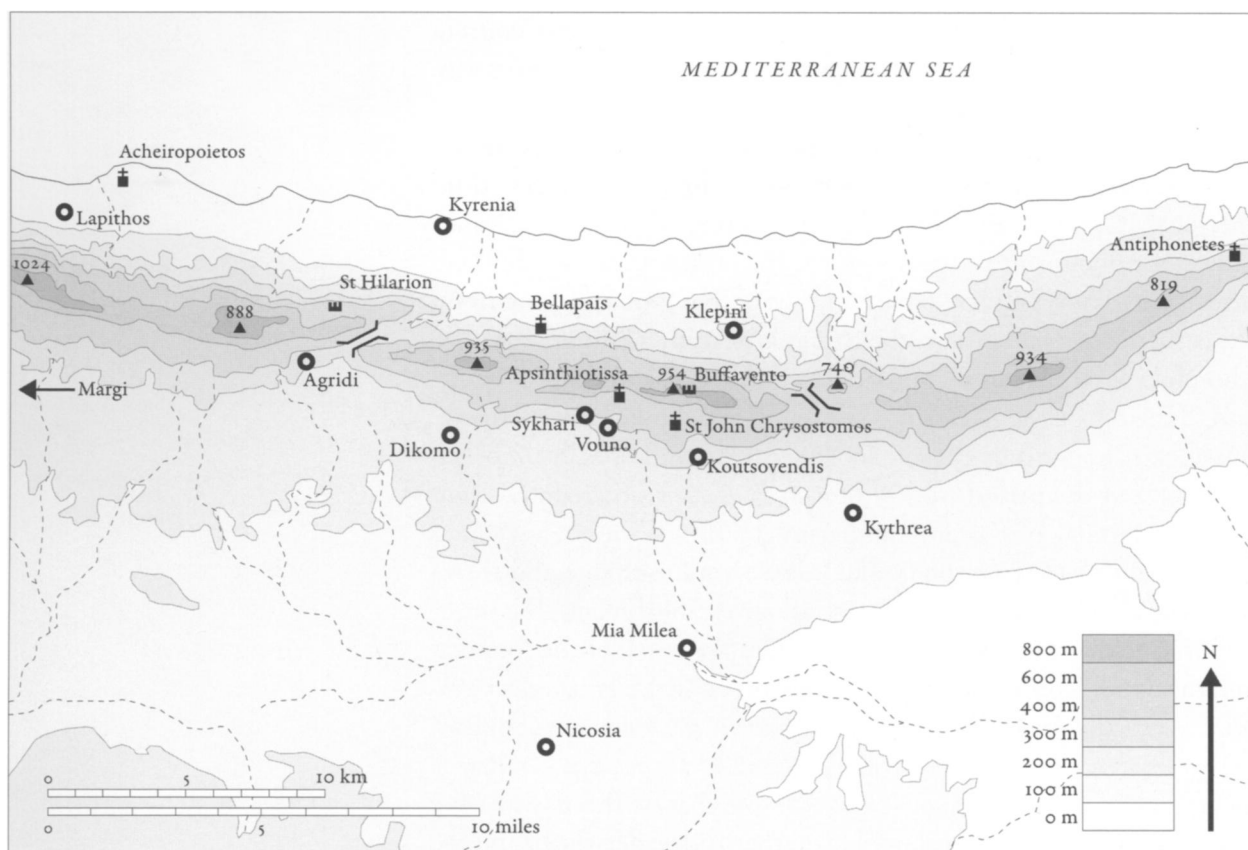 MEDITERRANEAN SEA
Acheiropoietos
Lapithos
Kyrenia
Antiphonetes
1024
St Hilarion
888
Bellapais
Klepini
819
935
Agridi
Margi
Apsinthiotissa
954
Buffavento
740
934
Sykhari
Vouno
St John Chrysostomos
Dikomo
Koutsovendis
Kythrea
Mia Milea
Nicosia
0 5 10 km
0 5 10 miles
800 m
600 m
400 m
300 m
200 m
100 m
0 m
N